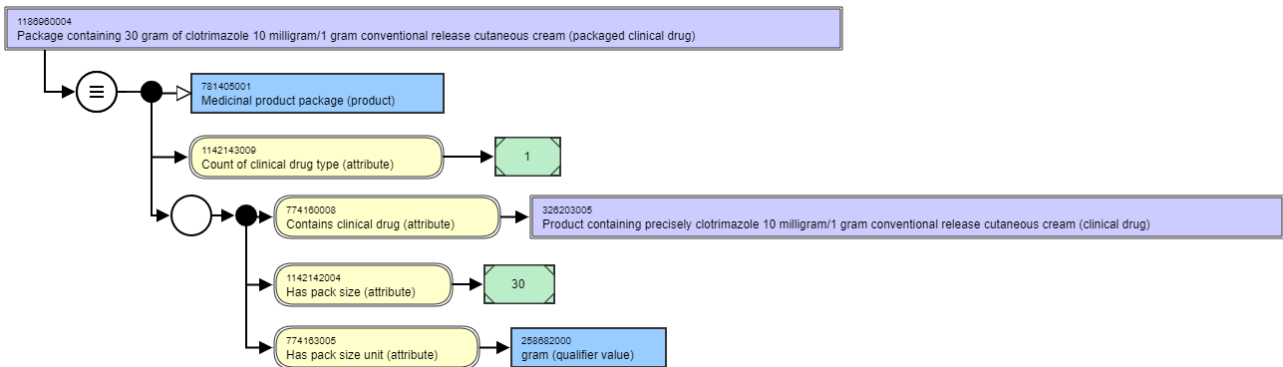 1186960004
Package containing 30 gram of clotrimazole 10 milligram/1 gram conventional release cutaneous cream (packaged clinical drug)
781405001
Medicinal product package (product)
1142143009
Count of clinical drug type (attribute)
1
774160008
Contains clinical drug (attribute)
326203005
Product containing precisely clotrimazole 10 milligram/1 gram conventional release cutaneous cream (clinical drug)
1142142004
Has pack size (attribute)
30
774163005
Has pack size unit (attribute)
258682000
gram (qualifier value)